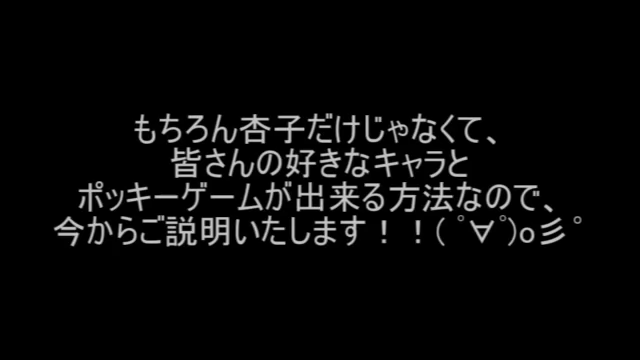 もちろん杏子だけじゃなくて、
皆さんの好きなキャラと
ポッキーゲームが出来る方法なので、
今からご説明いたします！！( ﾟ∀ﾟ)o彡ﾟ